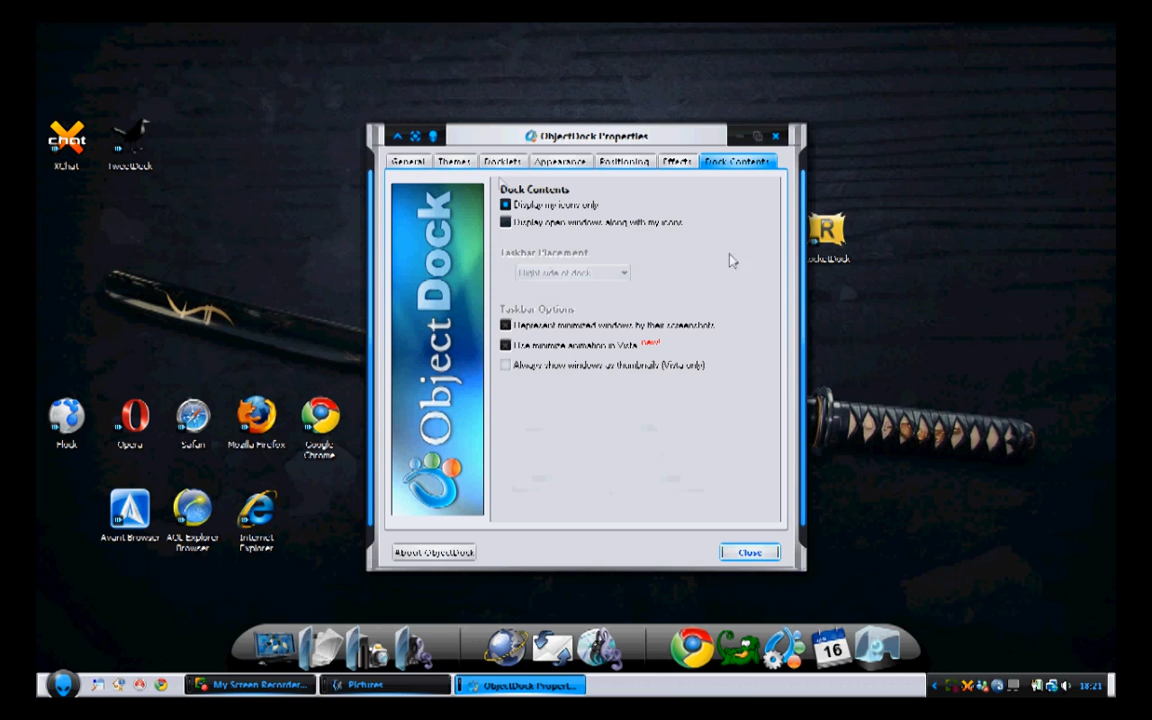 ObjectDock Properties
General Themes Docklets Appearance Positioning Effects Dock Contents
Dock Contents
Display my icons only
Display open windows along with my icons
Taskbar Placement
Right side of dock
Taskbar Options
Represent minimized windows by their screenshots
Use minimize animation in Vista new!
Always show windows as thumbnails (Vista only)
ObjectDock
About ObjectDock
Close
chat
XChat
TweetDeck
R
ocketDock
Flock
Opera
Safari
Mozilla Firefox
Google
Chrome
Avant Browser
AOL Explorer
Browser
Internet
Explorer
16
My Screen Recorder...
Pictures
ObjectDock Propert...
18:21